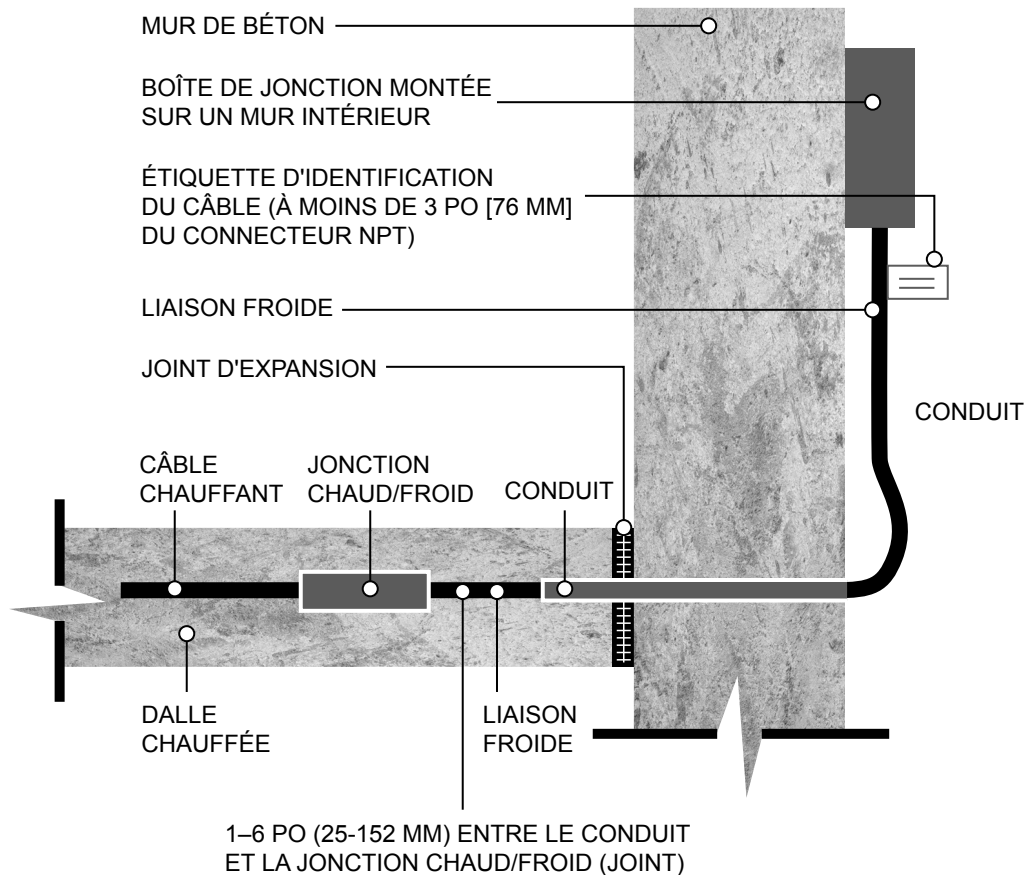 MUR DE BÉTON
BOÎTE DE JONCTION MONTÉE
SUR UN MUR INTÉRIEUR
ÉTIQUETTE D'IDENTIFICATION
DU CÂBLE (À MOINS DE 3 PO [76 MM]
DU CONNECTEUR NPT)
LIAISON FROIDE
JOINT D'EXPANSION
CONDUIT
CÂBLE
CHAUFFANT
JONCTION
CHAUD/FROID
CONDUIT
DALLE
CHAUFFÉE
LIAISON
FROIDE
1–6 PO (25-152 MM) ENTRE LE CONDUIT
ET LA JONCTION CHAUD/FROID (JOINT)